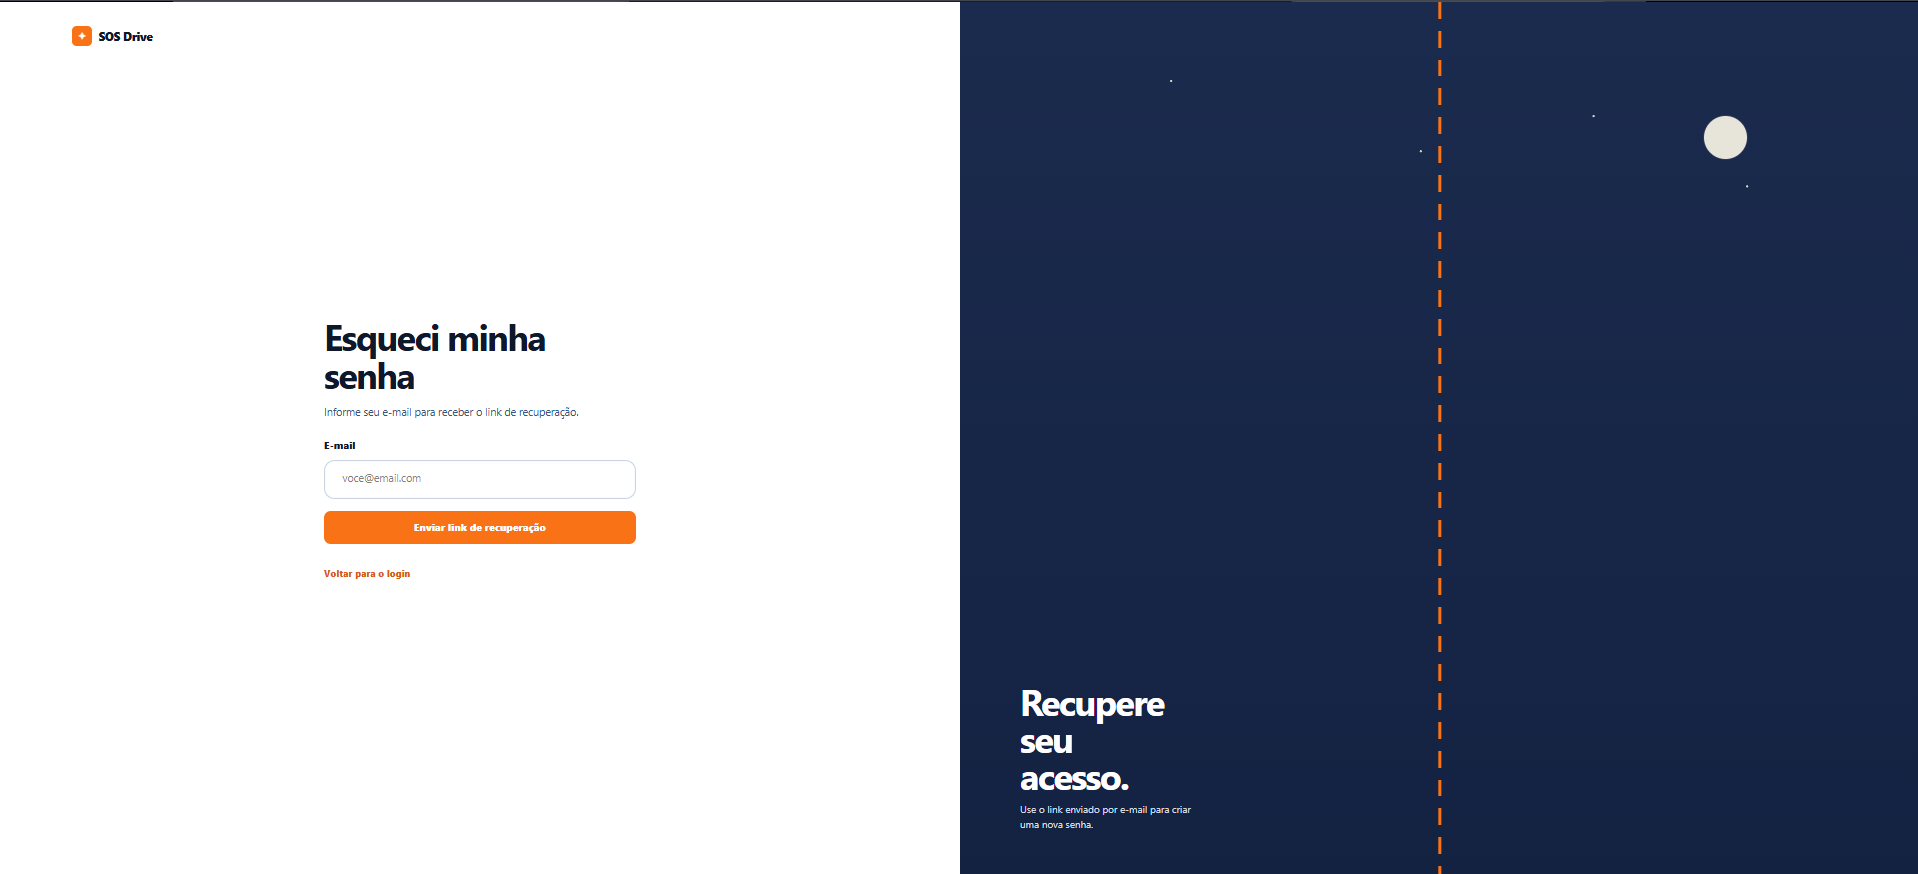 SOS Drive
Esqueci minha
senha
Informe seu e-mail para receber o link de recuperação.
E-mail
voce@email.com
Enviar link de recuperação
Voltar para o login
Recupere
seu
acesso.
Use o link enviado por e-mail para criar
uma nova senha.